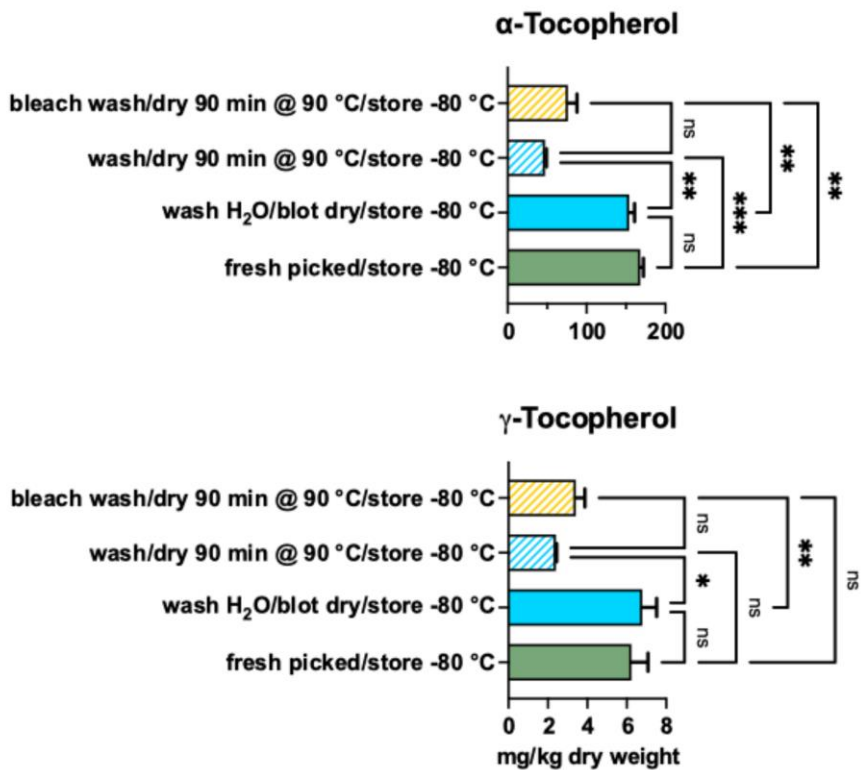 α-Tocopherol
bleach wash/dry 90 min @ 90 °C/store -80 °C
wash/dry 90 min @ 90 °C/store -80 °C
wash H₂O/blot dry/store -80 °C
fresh picked/store -80 °C
ns
**
ns
***
**
**
0 100 200
γ-Tocopherol
bleach wash/dry 90 min @ 90 °C/store -80 °C
wash/dry 90 min @ 90 °C/store -80 °C
wash H₂O/blot dry/store -80 °C
fresh picked/store -80 °C
ns
*
ns
ns
**
ns
0 2 4 6 8
mg/kg dry weight